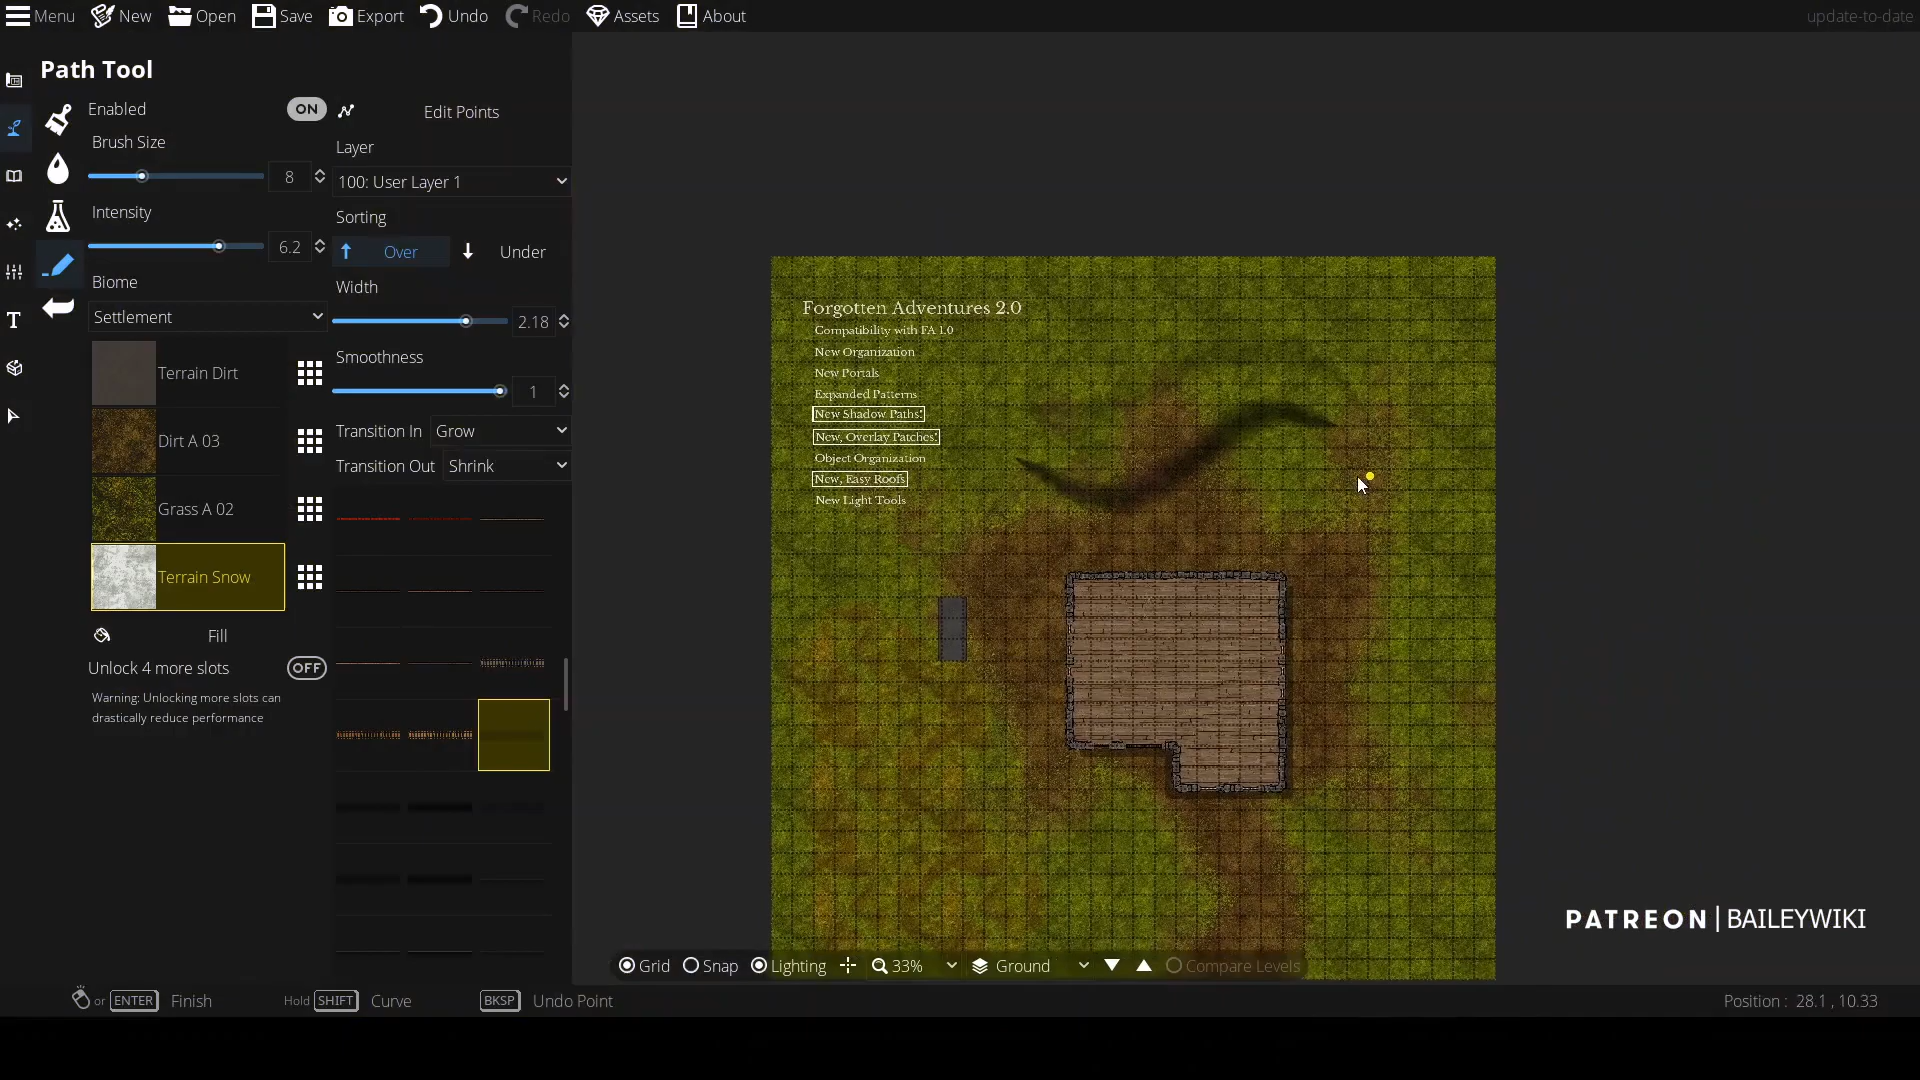 Menu New Open Save Export Undo Redo Assets About update-to-date
Path Tool
Enabled ON
Edit Points
Brush Size
8
Layer
100: User Layer 1
Intensity
6.2
Sorting
Over Under
Biome
Settlement
Width
2.18
Smoothness
1
Transition In Grow
Transition Out Shrink
Terrain Dirt
Dirt A 03
Grass A 02
Terrain Snow
Fill
Unlock 4 more slots OFF
Warning: Unlocking more slots can
drastically reduce performance
Forgotten Adventures 2.0
Compatibility with FA 1.0
New Organization
New Portals
Expanded Patterns
New Shadow Paths!
New, Overlay Patches!
Object Organization
New, Easy Roofs
New Light Tools
PATREON | BAILEYWIKI
Grid Snap Lighting 33% Ground Compare Levels
or ENTER Finish Hold SHIFT Curve BKSP Undo Point Position : 28.1 , 10.33